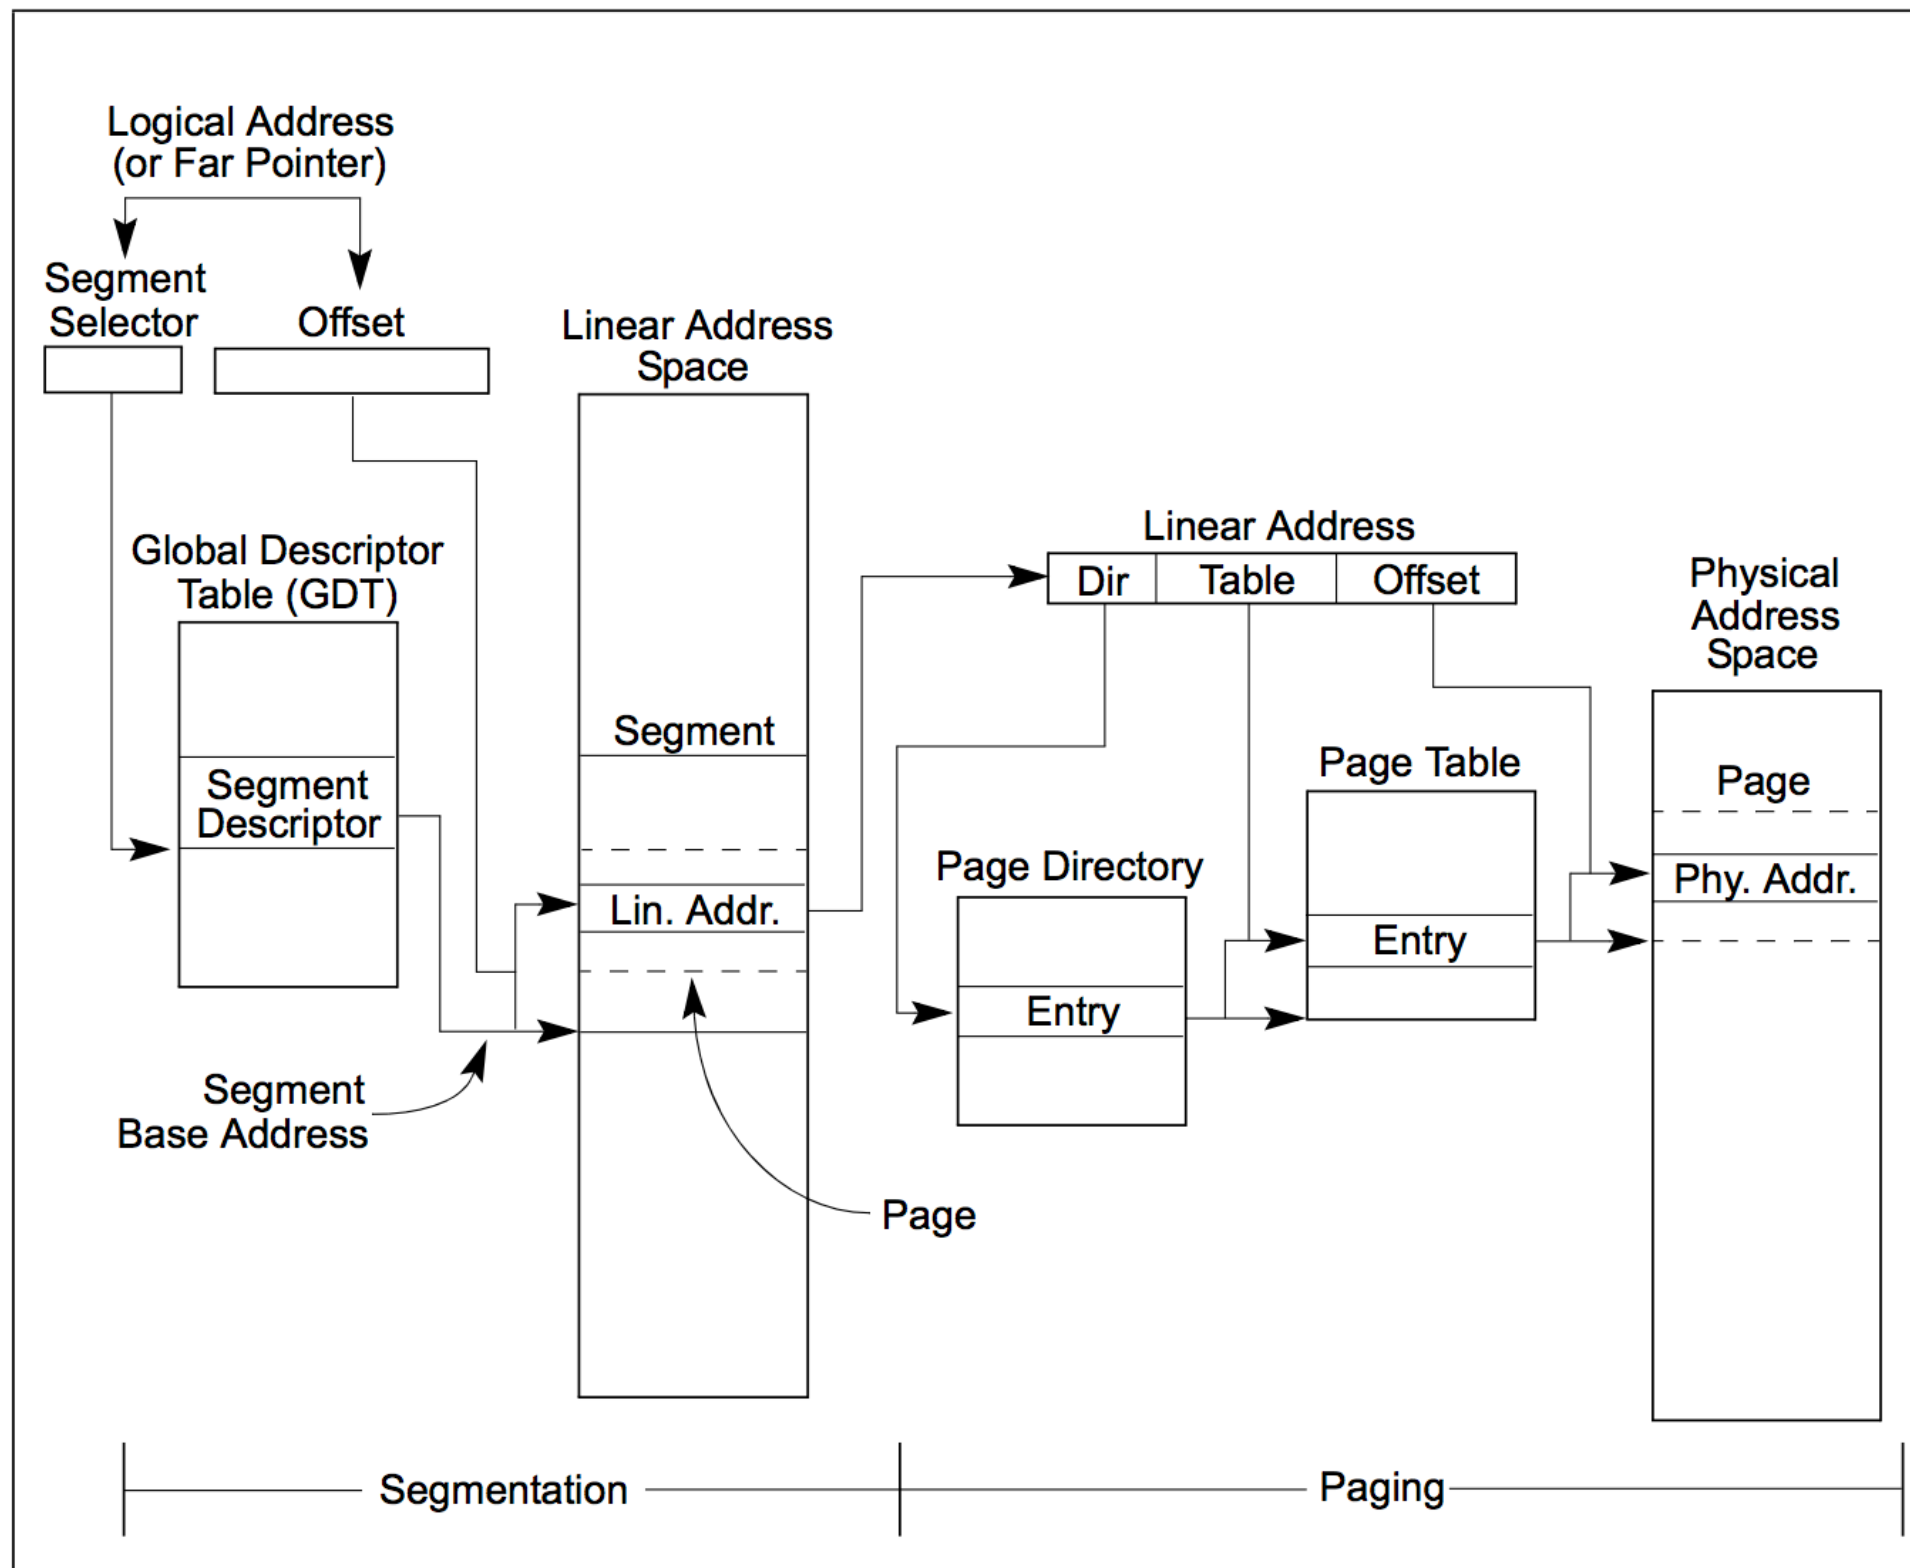 Logical Address
(or Far Pointer)
Segment
Selector
Offset
Linear Address
Space
Global Descriptor
Table (GDT)
Segment
Descriptor
Segment
Lin. Addr.
Segment
Base Address
Page
Linear Address
Dir
Table
Offset
Page Directory
Entry
Page Table
Entry
Physical
Address
Space
Page
Phy. Addr.
Segmentation
Paging